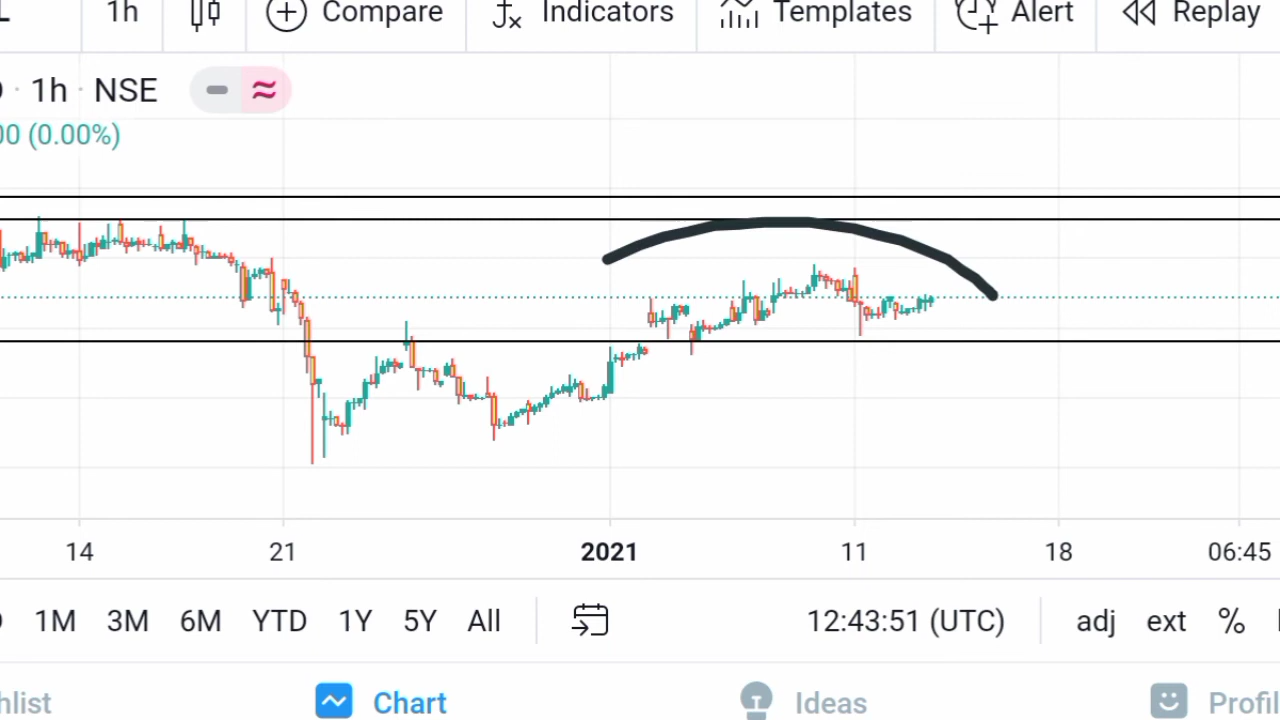 1h Compare Indicators Templates Alert Replay
· 1h · NSE
00 (0.00%)
14 21 2021 11 18 06:45
1M 3M 6M YTD 1Y 5Y All 12:43:51 (UTC) adj ext %
hlist Chart Ideas Profil